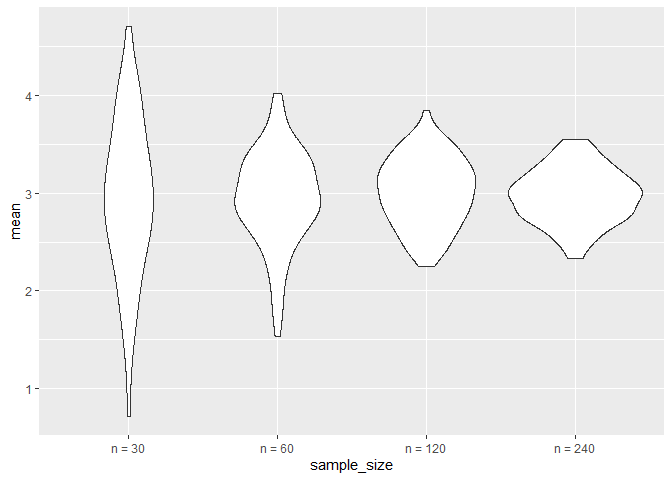 4
3
2
1
mean
n = 30 n = 60 n = 120 n = 240
sample_size